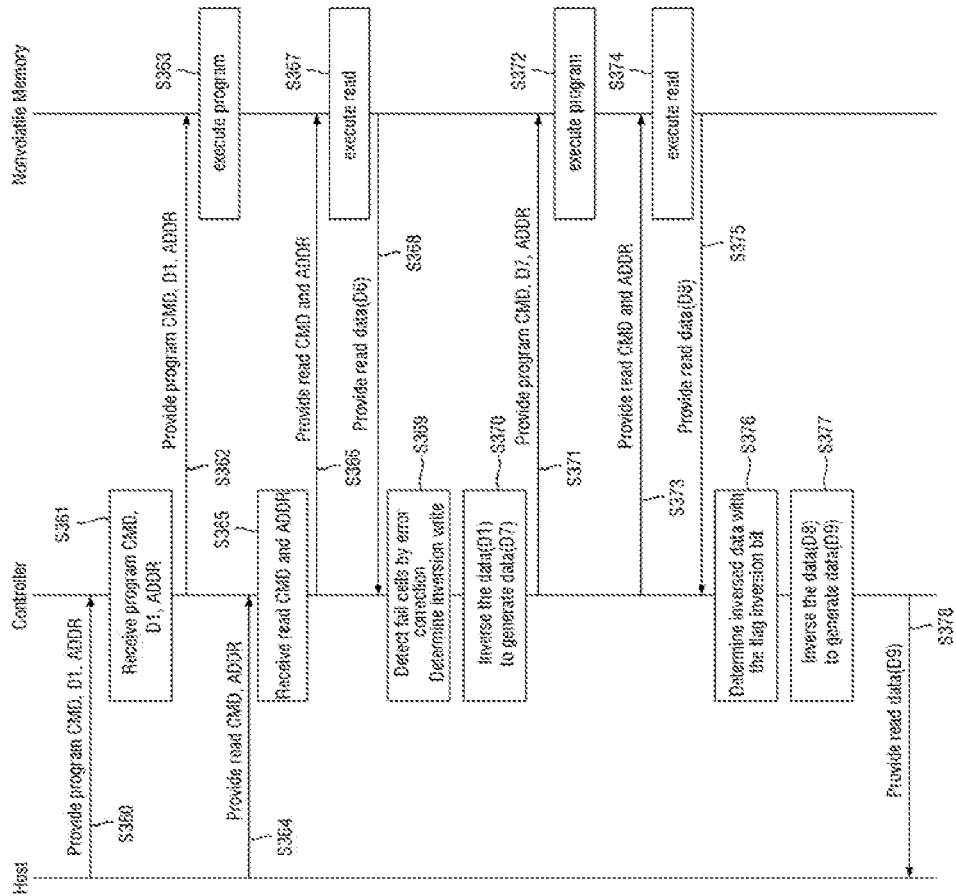 Host
Controller
Nonvolatile Memory
Provide program CMD, D1, ADDR
S360
Receive program CMD,
D1, ADDR
S361
Provide program CMD, D1, ADDR
S362
execute program
S363
Provide read CMD, ADDR
S364
Receive read CMD and ADDR
S365
Provide read CMD and ADDR
S366
execute read
S367
Provide read data(D6)
S368
Detect fail cells by error
correction
Determine inversion write
S369
Inverse the data(D1)
to generate data(D7)
S370
Provide program CMD, D7, ADDR
S371
execute program
S372
Provide read CMD and ADDR
S373
execute read
S374
Provide read data(D8)
S375
Determine inversed data with
the flag inversion bit
S376
Inverse the data(D8)
to generate data(D9)
S377
Provide read data(D9)
S378